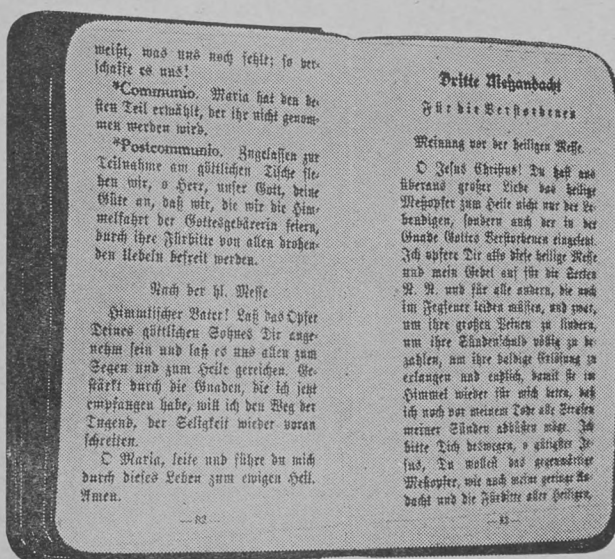 weißt, was uns noch fehlt; so ver-
schaffe es uns!
*Communio. Maria hat den be-
sten Teil erwählt, der ihr nicht genom-
men werden wird.
*Postcommunio. Zugelassen zur
Teilnahme am göttlichen Tische fle-
hen wir, o Herr, unser Gott, deine
Güte an, daß wir, die wir die Him-
melfahrt der Gottesgebärerin feiern,
durch ihre Fürbitte von allen drohen-
den Uebeln befreit werden.
Nach der hl. Messe
Himmlischer Vater! Laß das Opfer
Deines göttlichen Sohnes Dir ange-
nehm sein und laß es uns allen zum
Segen und zum Heile gereichen. Ge-
stärkt durch die Gnaden, die ich jetzt
empfangen habe, will ich den Weg der
Tugend, der Seligkeit wieder voran
schreiten.
O Maria, leite und führe du mich
durch dieses Leben zum ewigen Heil.
Amen.
— 82 —
Dritte Meßandacht
Für die Verstorbenen
Meinung vor der heiligen Messe.
O Jesus Christus! Du hast aus
überaus großer Liebe das heilige
Meßopfer zum Heile nicht nur der Le-
bendigen, sondern auch der in der
Gnade Gottes Verstorbenen eingesetzt.
Ich opfere Dir also diese heilige Messe
und mein Gebet auf für die Seelen
N. N. und für alle andern, die noch
im Fegfeuer leiden müssen, und zwar,
um ihre großen Peinen zu lindern,
um ihre Sündenschuld völlig zu be-
zahlen, um ihre baldige Erlösung zu
erlangen und endlich, damit sie im
Himmel wieder für mich beten, daß
ich noch vor meinem Tode alle Strafen
meiner Sünden abbüßen möge. Ich
bitte Dich deswegen, o gütigster Je-
sus, Du wollest das gegenwärtige
Meßopfer, wie auch meine geringe An-
dacht und die Fürbitte aller Heiligen,
— 83 —